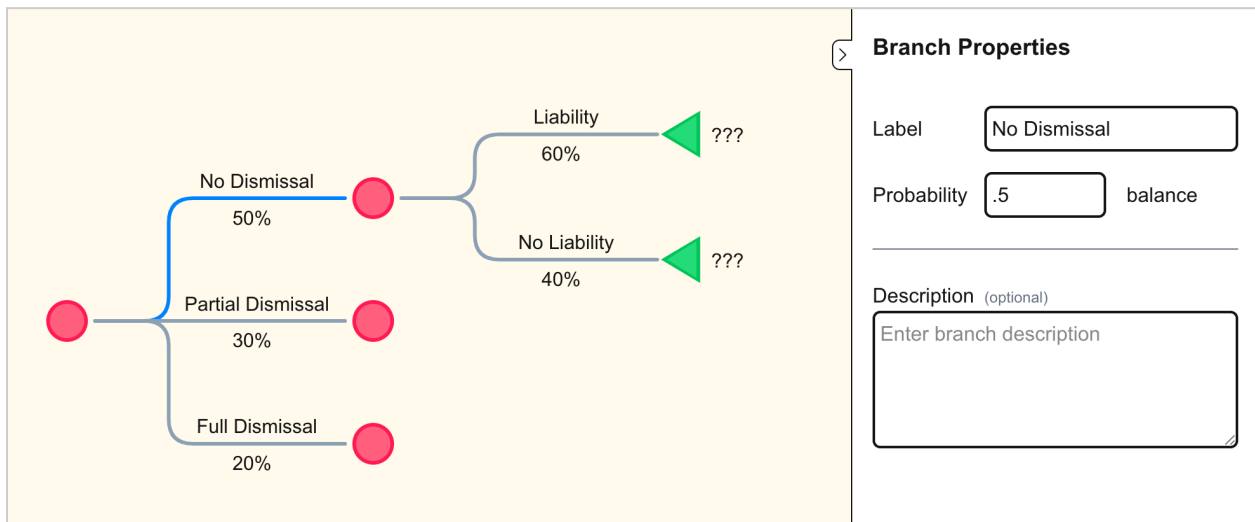 Liability
60%
???
No Dismissal
50%
No Liability
40%
???
Partial Dismissal
30%
Full Dismissal
20%
Branch Properties
Label
No Dismissal
Probability
.5
balance
Description (optional)
Enter branch description